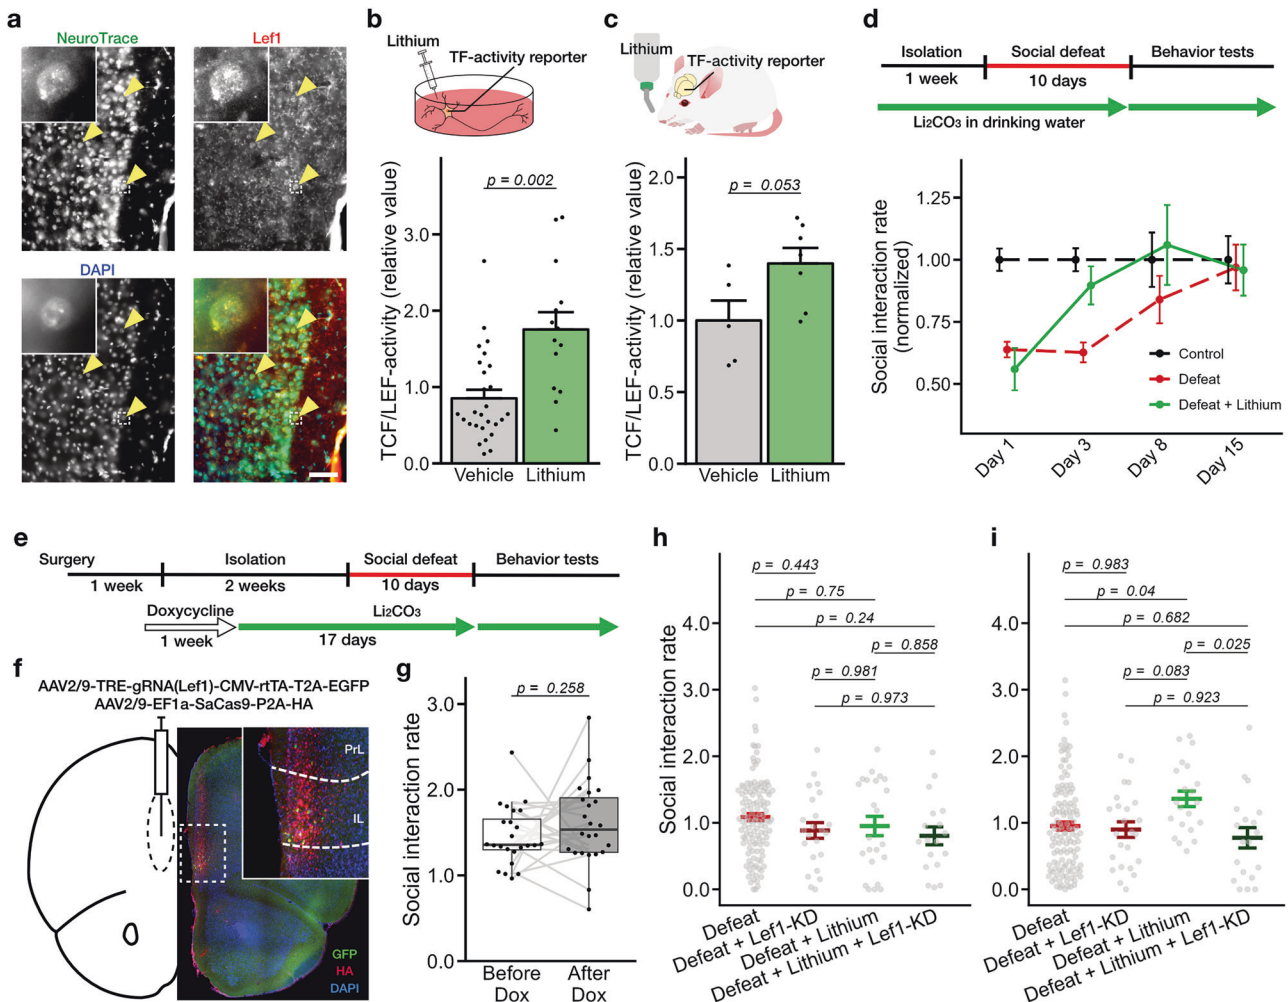 a
NeuroTrace
Lef1
DAPI
b
Lithium
TF-activity reporter
TCF/LEF-activity (relative value)
p = 0.002
3.0
2.0
1.0
0.0
Vehicle
Lithium
c
Lithium
TF-activity reporter
TCF/LEF-activity (relative value)
p = 0.053
2.0
1.5
1.0
0.5
0.0
Vehicle
Lithium
d
Isolation
Social defeat
Behavior tests
1 week
10 days
Li₂CO₃ in drinking water
Social interaction rate
(normalized)
1.25
1.00
0.75
0.50
Control
Defeat
Defeat + Lithium
Day 1
Day 3
Day 8
Day 15
e
Surgery
Isolation
Social defeat
Behavior tests
1 week
2 weeks
10 days
Doxycycline
Li₂CO₃
1 week
17 days
f
AAV2/9-TRE-gRNA(Lef1)-CMV-rtTA-T2A-EGFP
AAV2/9-EF1a-SaCas9-P2A-HA
PrL
IL
GFP
HA
DAPI
g
Social interaction rate
p = 0.258
3.0
2.0
1.0
0.0
Before
Dox
After
Dox
h
Social interaction rate
p = 0.443
p = 0.75
p = 0.24
p = 0.858
p = 0.981
p = 0.973
4.0
2.0
1.0
0.0
Defeat
Defeat + Lef1-KD
Defeat + Lithium
Defeat + Lithium + Lef1-KD
i
p = 0.983
p = 0.04
p = 0.682
p = 0.025
p = 0.083
p = 0.923
4.0
2.0
1.0
0.0
Defeat
Defeat + Lef1-KD
Defeat + Lithium
Defeat + Lithium + Lef1-KD